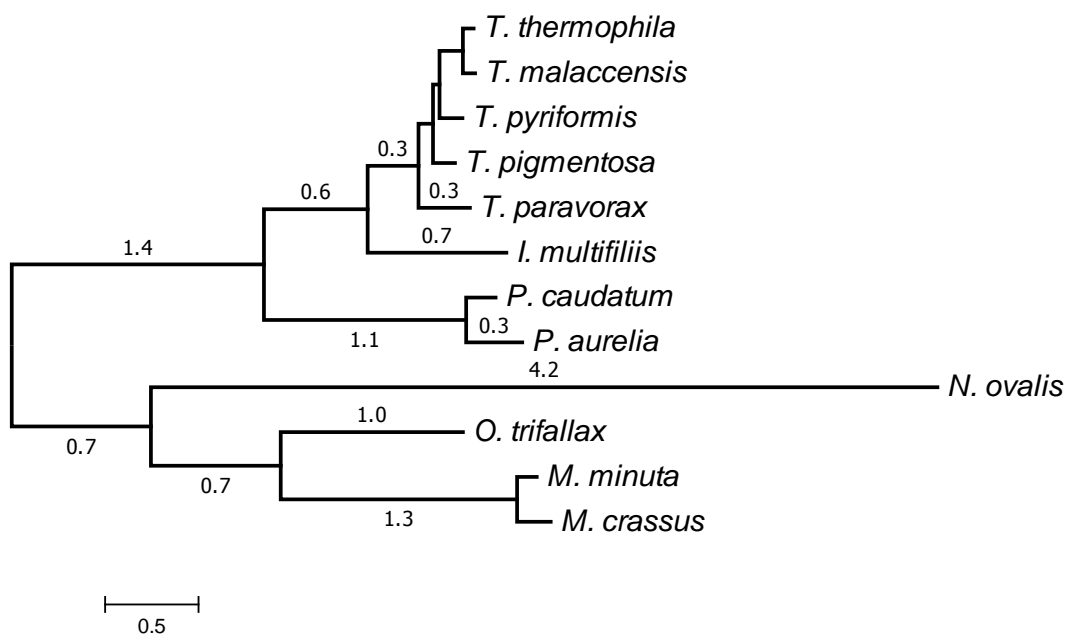 T. thermophila
T. malaccensis
T. pyriformis
0.3
T. pigmentosa
0.6
0.3
T. paravorax
0.7
1.4
I. multifiliis
P. caudatum
0.3
1.1
P. aurelia
4.2
N. ovalis
1.0
O. trifallax
0.7
M. minuta
0.7
1.3
M. crassus
0.5